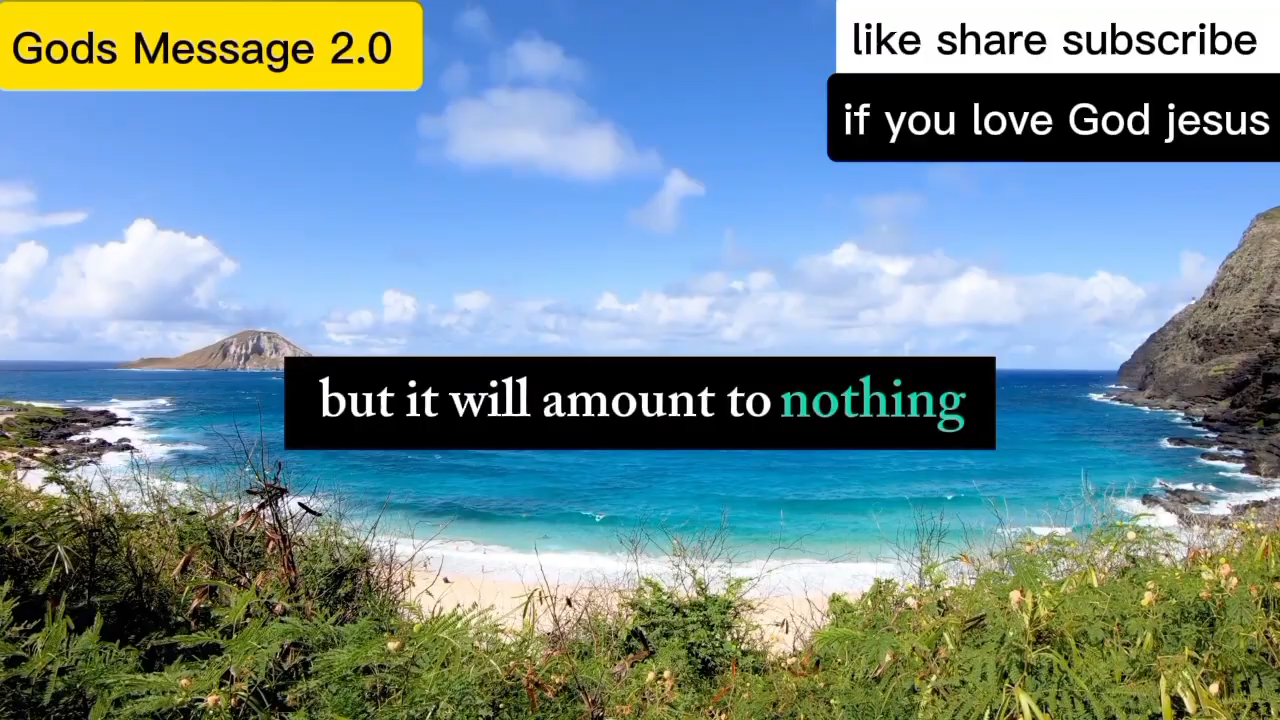 Gods Message 2.0
like share subscribe
if you love God jesus
but it will amount to nothing